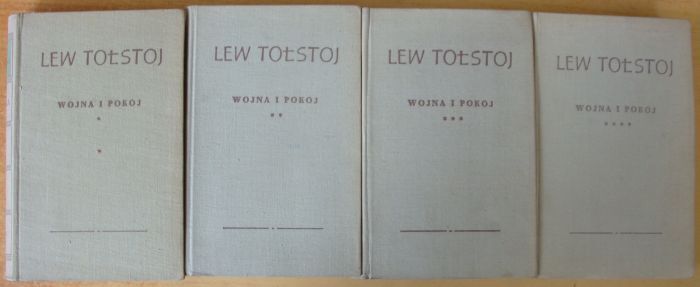 LEW TOŁSTOJ
WOJNA I POKÓJ
*
*
LEW TOŁSTOJ
WOJNA I POKÓJ
**
LEW TOŁSTOJ
WOJNA I POKÓJ
***
LEW TOŁSTOJ
WOJNA I POKÓJ
****